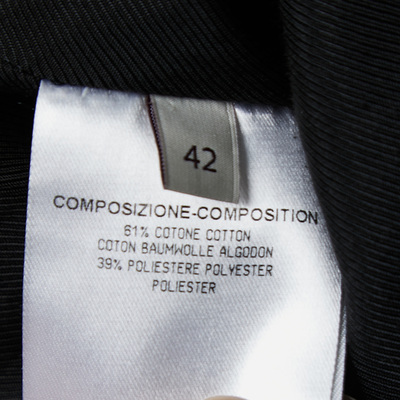 42
COMPOSIZIONE-COMPOSITION
61% COTONE COTTON
COTON BAUMWOLLE ALGODON
39% POLIESTERE POLYESTER
POLIESTER